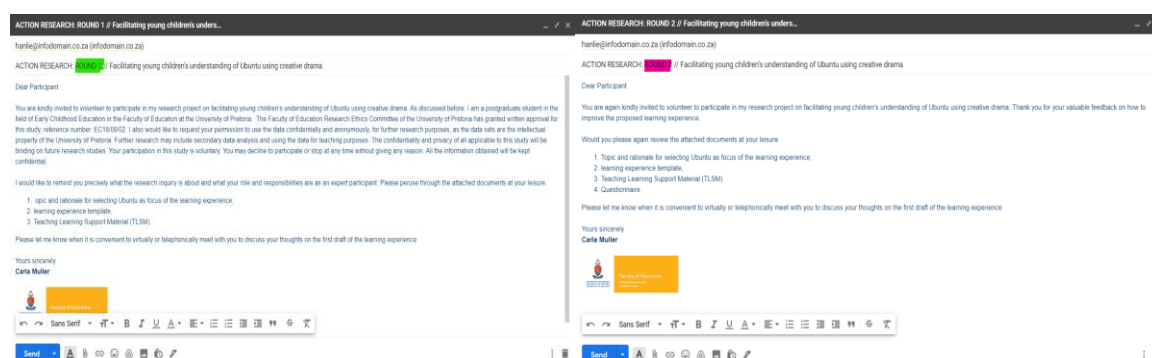 ACTION RESEARCH: ROUND 1 // Facilitating young children's unders...
hanlie@infodomain.co.za (infodomain.co.za)
ACTION RESEARCH: ROUND 1 // Facilitating young children's understanding of Ubuntu using creative drama
Dear Participant
You are kindly invited to volunteer to participate in my research project on facilitating young children's understanding of Ubuntu using creative drama. As discussed before, I am a postgraduate student in the
field of Early Childhood Education in the Faculty of Education at the University of Pretoria. The Faculty of Education Research Ethics Committee of the University of Pretoria has granted written approval for
this study, reference number: EC18/09/02. I also would like to request your permission to use the data confidentially and anonymously, for further research purposes, as the data sets are the intellectual
property of the University of Pretoria. Further research may include secondary data analysis and using the data for teaching purposes. The confidentiality and privacy of all applicable to this study will be
binding on future research studies. Your participation in this study is voluntary. You may decline to participate or stop at any time without giving any reason. All the information obtained will be kept
confidential.
I would like to remind you precisely what the research inquiry is about and what your role and responsibilities are as an expert participant. Please peruse through the attached documents at your leisure
1. opic and rationale for selecting Ubuntu as focus of the learning experience,
2. learning experience template,
3. Teaching Learning Support Material (TLSM)
Please let me know when it is convenient to virtually or telephonically meet with you to discuss your thoughts on the first draft of the learning experience
Yours sincerely
Carla Muller
Faculty of Education
Sans Serif
Send
ACTION RESEARCH: ROUND 2 // Facilitating young children's unders...
hanlie@infodomain.co.za (infodomain.co.za)
ACTION RESEARCH: ROUND 2 // Facilitating young children's understanding of Ubuntu using creative drama
Dear Participant
You are again kindly invited to volunteer to participate in my research project on facilitating young children's understanding of Ubuntu using creative drama. Thank you for your valuable feedback on how to
improve the proposed learning experience.
Would you please again review the attached documents at your leisure
1. Topic and rationale for selecting Ubuntu as focus of the learning experience,
2. learning experience template,
3. Teaching Learning Support Material (TLSM)
4. Questionnaire
Please let me know when it is convenient to virtually or telephonically meet with you to discuss your thoughts on the first draft of the learning experience
Yours sincerely
Carla Muller
Faculty of Education
Sans Serif
Send